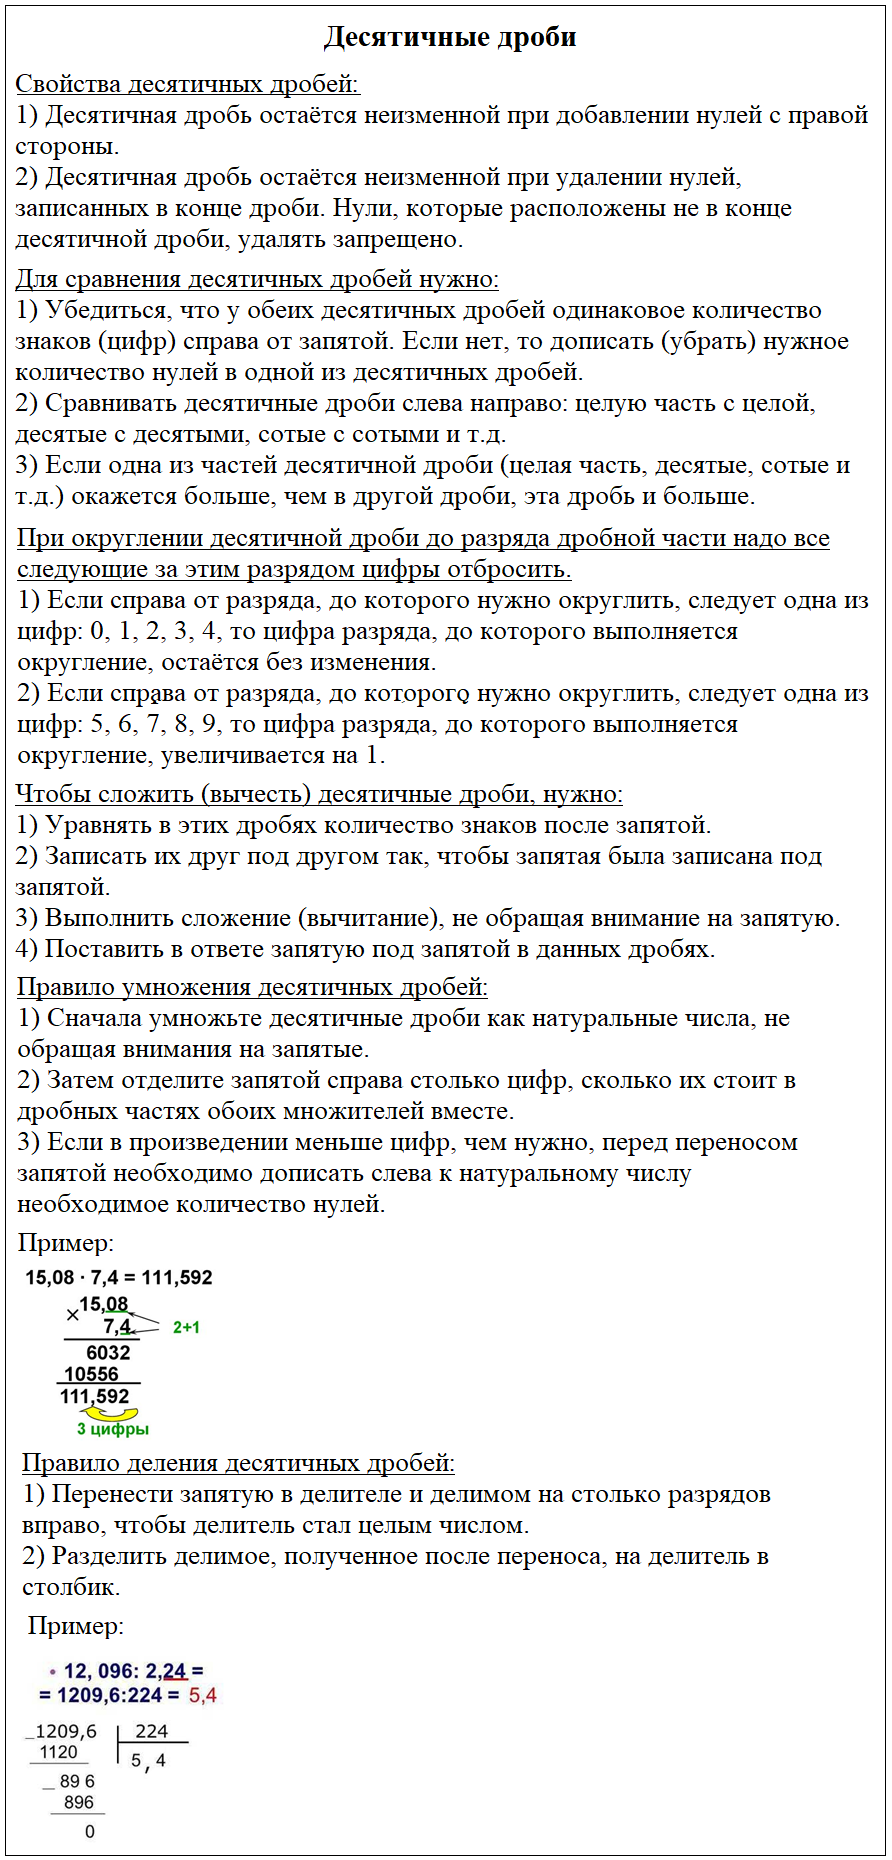 Десятичные дроби
Свойства десятичных дробей:
1) Десятичная дробь остаётся неизменной при добавлении нулей с правой
стороны.
2) Десятичная дробь остаётся неизменной при удалении нулей,
записанных в конце дроби. Нули, которые расположены не в конце
десятичной дроби, удалять запрещено.
Для сравнения десятичных дробей нужно:
1) Убедиться, что у обеих десятичных дробей одинаковое количество
знаков (цифр) справа от запятой. Если нет, то дописать (убрать) нужное
количество нулей в одной из десятичных дробей.
2) Сравнивать десятичные дроби слева направо: целую часть с целой,
десятые с десятыми, сотые с сотыми и т.д.
3) Если одна из частей десятичной дроби (целая часть, десятые, сотые и
т.д.) окажется больше, чем в другой дроби, эта дробь и больше.
При округлении десятичной дроби до разряда дробной части надо все
следующие за этим разрядом цифры отбросить.
1) Если справа от разряда, до которого нужно округлить, следует одна из
цифр: 0, 1, 2, 3, 4, то цифра разряда, до которого выполняется
округление, остаётся без изменения.
2) Если справа от разряда, до которого нужно округлить, следует одна из
цифр: 5, 6, 7, 8, 9, то цифра разряда, до которого выполняется
округление, увеличивается на 1.
Чтобы сложить (вычесть) десятичные дроби, нужно:
1) Уравнять в этих дробях количество знаков после запятой.
2) Записать их друг под другом так, чтобы запятая была записана под
запятой.
3) Выполнить сложение (вычитание), не обращая внимание на запятую.
4) Поставить в ответе запятую под запятой в данных дробях.
Правило умножения десятичных дробей:
1) Сначала умножьте десятичные дроби как натуральные числа, не
обращая внимания на запятые.
2) Затем отделите запятой справа столько цифр, сколько их стоит в
дробных частях обоих множителей вместе.
3) Если в произведении меньше цифр, чем нужно, перед переносом
запятой необходимо дописать слева к натуральному числу
необходимое количество нулей.
Пример:
15,08 · 7,4 = 111,592
× 15,08
7,4 2+1
6032
10556
111,592
3 цифры
Правило деления десятичных дробей:
1) Перенести запятую в делителе и делимом на столько разрядов
вправо, чтобы делитель стал целым числом.
2) Разделить делимое, полученное после переноса, на делитель в
столбик.
Пример:
• 12, 096: 2,24 =
= 1209,6:224 = 5,4
_1209,6 224
1120 5,4
_ 89 6
896
0